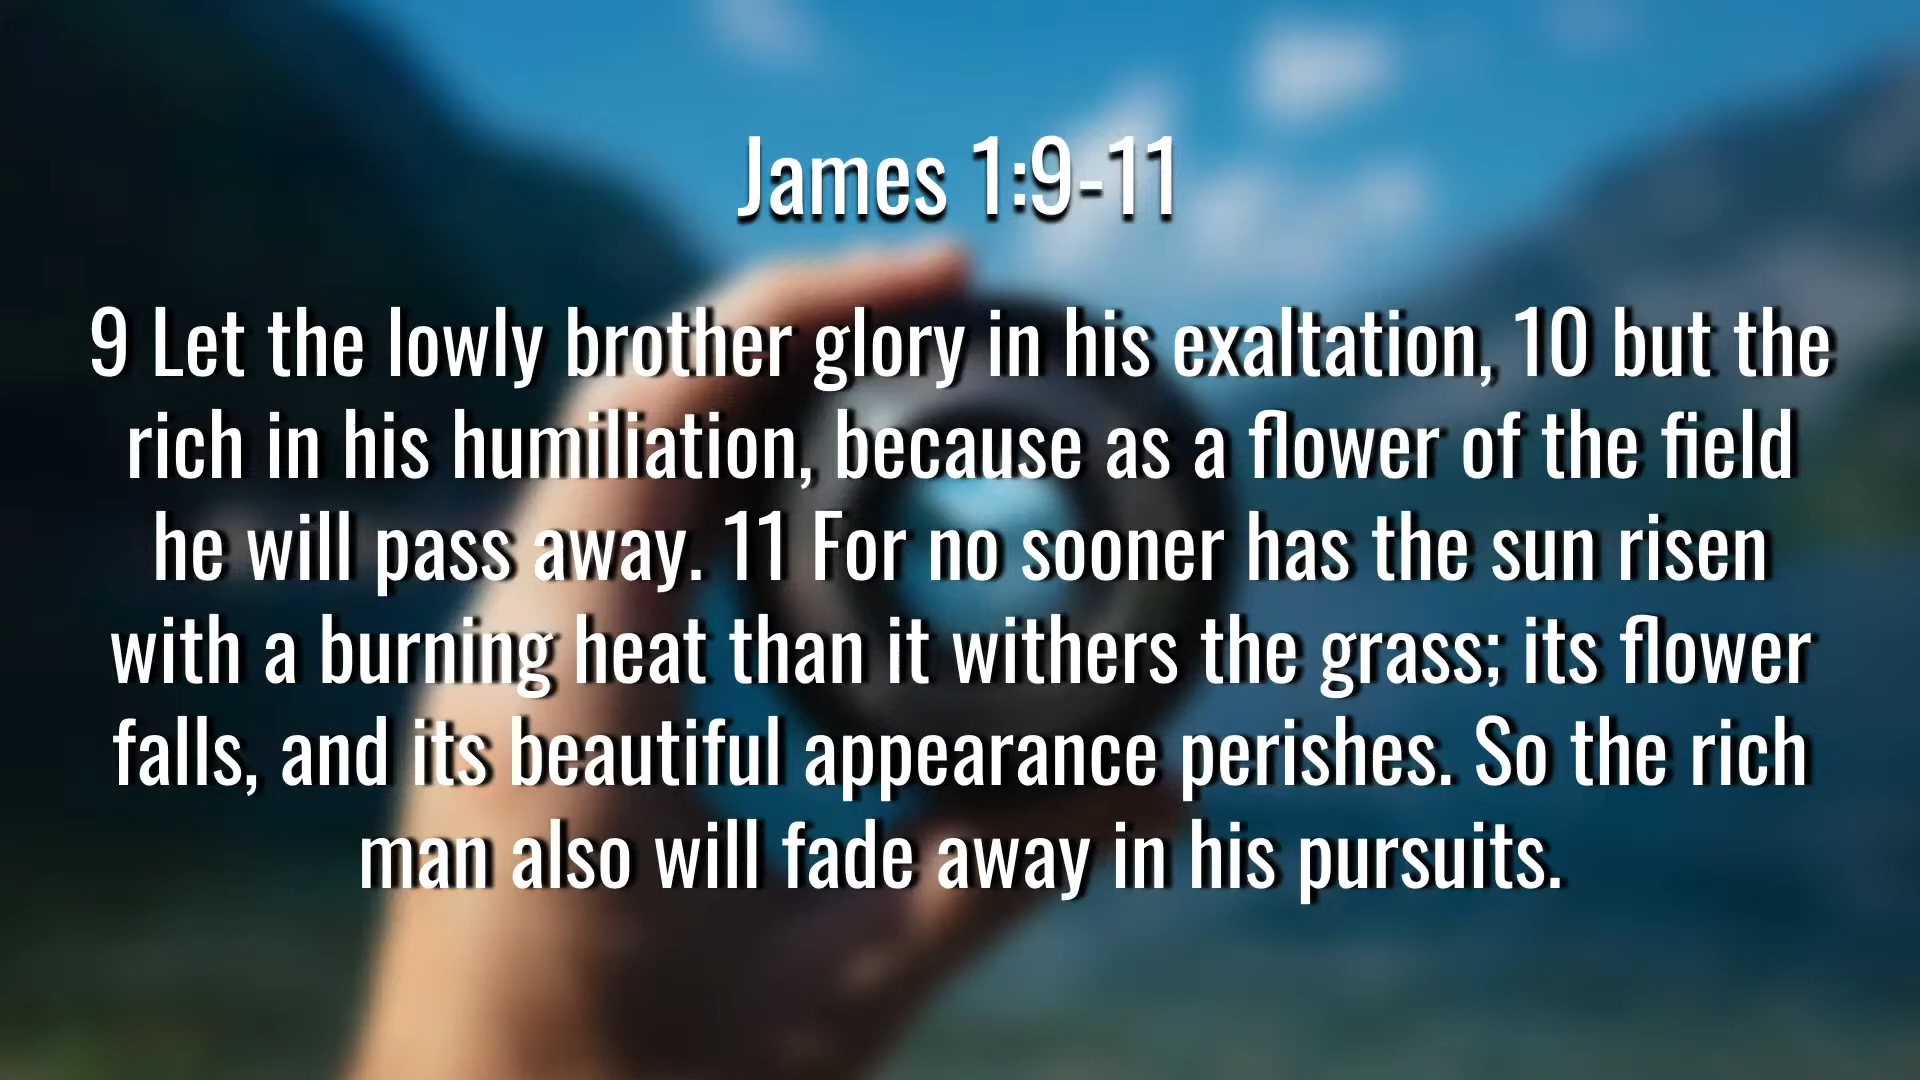 James 1:9-11
9 Let the lowly brother glory in his exaltation, 10 but the
rich in his humiliation, because as a flower of the field
he will pass away. 11 For no sooner has the sun risen
with a burning heat than it withers the grass; its flower
falls, and its beautiful appearance perishes. So the rich
man also will fade away in his pursuits.